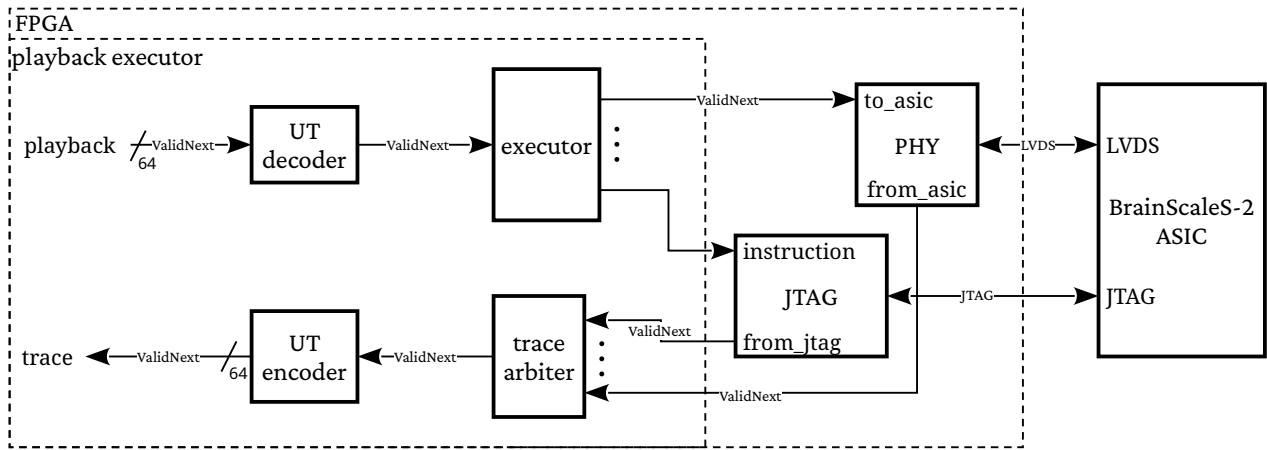 FPGA
playback executor
playback
64
ValidNext
UT
decoder
ValidNext
executor
ValidNext
to_asic
PHY
from_asic
LVDS
LVDS
BrainScaleS-2
ASIC
JTAG
instruction
JTAG
from_jtag
JTAG
trace
ValidNext
64
UT
encoder
ValidNext
trace
arbiter
ValidNext
ValidNext